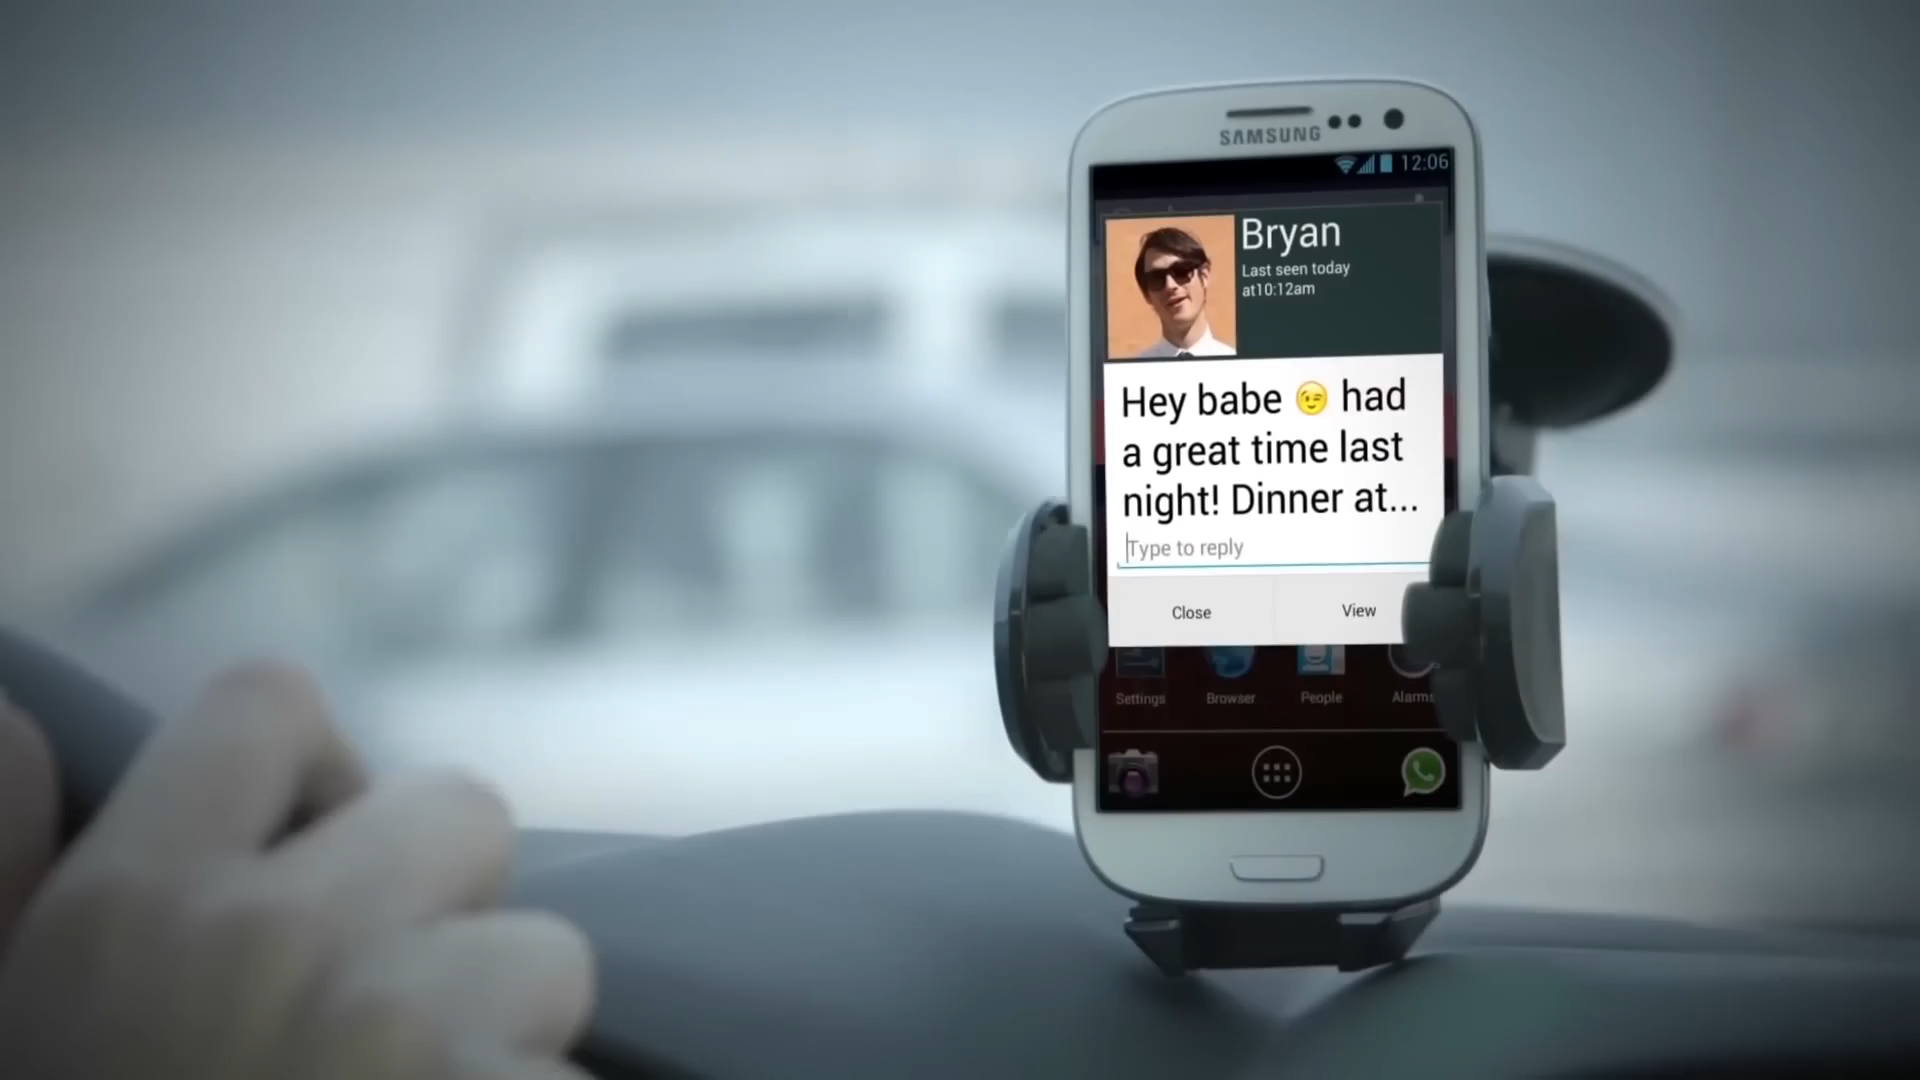 SAMSUNG
12:06
Bryan
Last seen today
at10:12am
Hey babe 😉 had
a great time last
night! Dinner at...
Type to reply
Close View
Settings Browser People Alarms